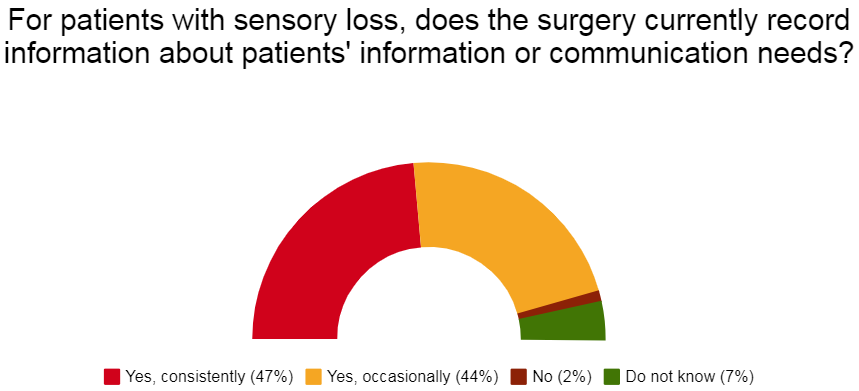 For patients with sensory loss, does the surgery currently record
information about patients' information or communication needs?
Yes, consistently (47%) Yes, occasionally (44%) No (2%) Do not know (7%)